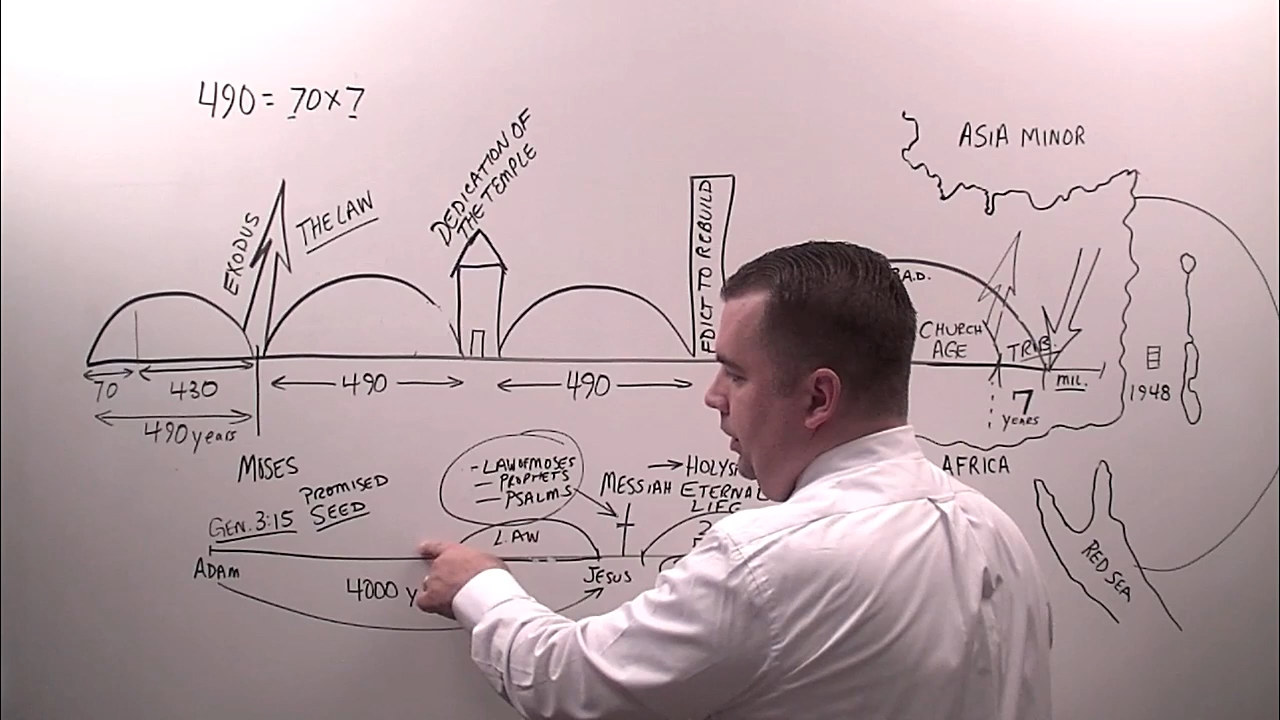 490 = 70 x 7
ASIA MINOR
EXODUS
THE LAW
DEDICATION OF
THE TEMPLE
EDICT TO REBUILD
A.D.
CHURCH
AGE
TRIB.
70
430
490
490
7
years
MIL.
1948
490 years
MOSES
- LAW OF MOSES
- PROPHETS
- PSALMS
MESSIAH
→ HOLY
ETERNAL
LIFE
AFRICA
GEN. 3:15
PROMISED
SEED
LAW
ADAM
4000
JESUS
RED SEA